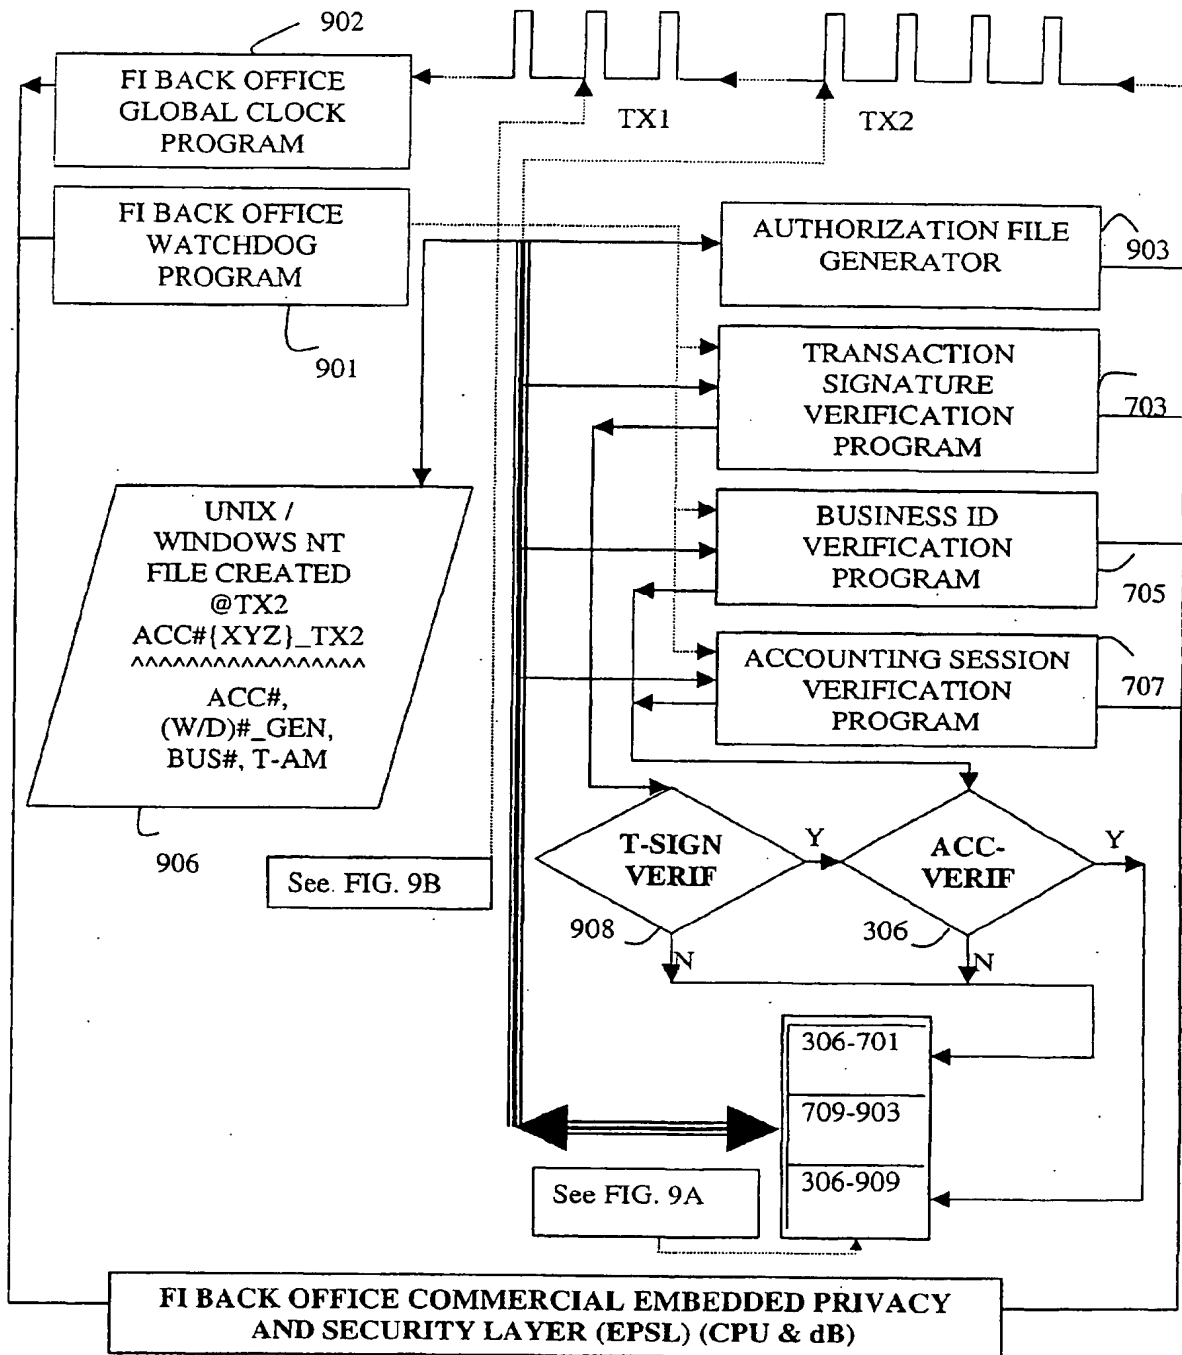 902
FI BACK OFFICE
GLOBAL CLOCK
PROGRAM
TX1
TX2
FI BACK OFFICE
WATCHDOG
PROGRAM
901
AUTHORIZATION FILE
GENERATOR
903
TRANSACTION
SIGNATURE
VERIFICATION
PROGRAM
703
UNIX /
WINDOWS NT
FILE CREATED
@TX2
ACC#{XYZ}_TX2
^^^^^^^^^^^^^^^^^
ACC#,
(W/D)#_GEN,
BUS#, T-AM
906
BUSINESS ID
VERIFICATION
PROGRAM
705
ACCOUNTING SESSION
VERIFICATION
PROGRAM
707
See. FIG. 9B
T-SIGN
VERIF
Y
ACC-
VERIF
Y
908
306
N
N
306-701
709-903
306-909
See FIG. 9A
FI BACK OFFICE COMMERCIAL EMBEDDED PRIVACY
AND SECURITY LAYER (EPSL) (CPU & dB)